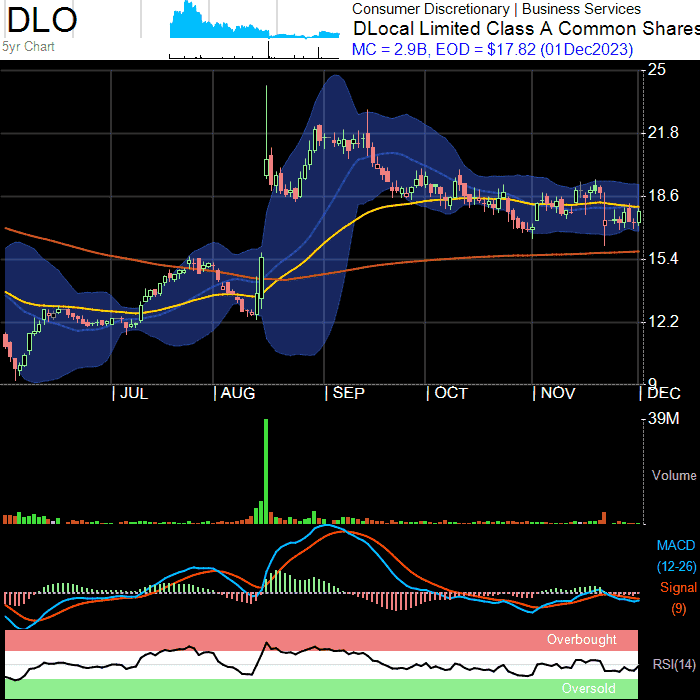 DLO
Consumer Discretionary | Business Services
DLocal Limited Class A Common Shares
5yr Chart
MC = 2.9B, EOD = $17.82 (01Dec2023)
25
21.8
18.6
15.4
12.2
9
JUL AUG SEP OCT NOV DEC
39M
Volume
MACD
(12-26)
Signal
(9)
Overbought
RSI(14)
Oversold